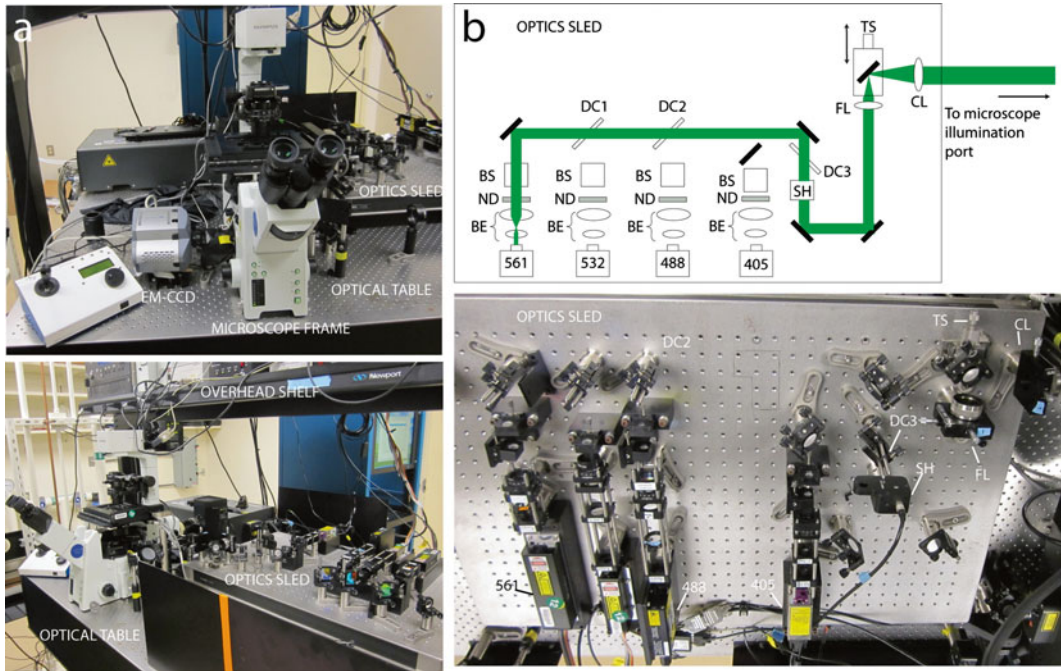 a
OLYMPUS
OPTICS SLED
OPTICAL TABLE
EM-CCD
MICROSCOPE FRAME
OVERHEAD SHELF
Newport
OPTICS SLED
OPTICAL TABLE
b
OPTICS SLED
TS
FL
CL
To microscope
illumination
port
DC1
DC2
DC3
BS
BS
BS
BS
ND
ND
ND
ND
SH
BE
BE
BE
BE
561
532
488
405
OPTICS SLED
TS
CL
DC2
DC3
FL
SH
561
488
405